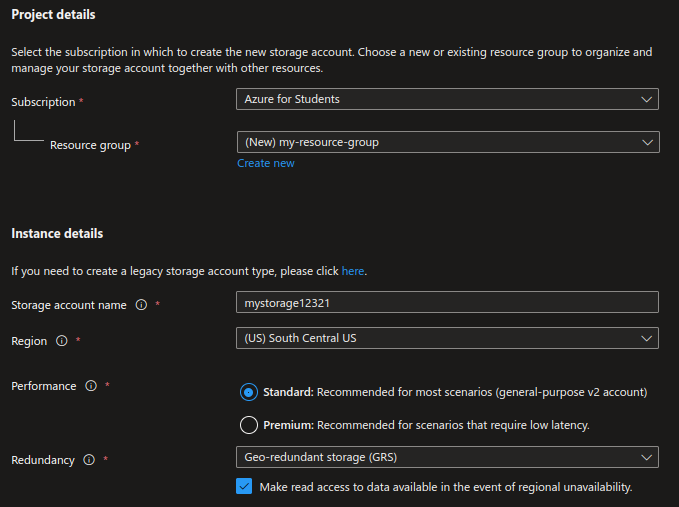 Project details
Select the subscription in which to create the new storage account. Choose a new or existing resource group to organize and
manage your storage account together with other resources.
Subscription *
Azure for Students
Resource group *
(New) my-resource-group
Create new
Instance details
If you need to create a legacy storage account type, please click here.
Storage account name *
mystorage12321
Region *
(US) South Central US
Performance *
Standard: Recommended for most scenarios (general-purpose v2 account)
Premium: Recommended for scenarios that require low latency.
Redundancy *
Geo-redundant storage (GRS)
Make read access to data available in the event of regional unavailability.